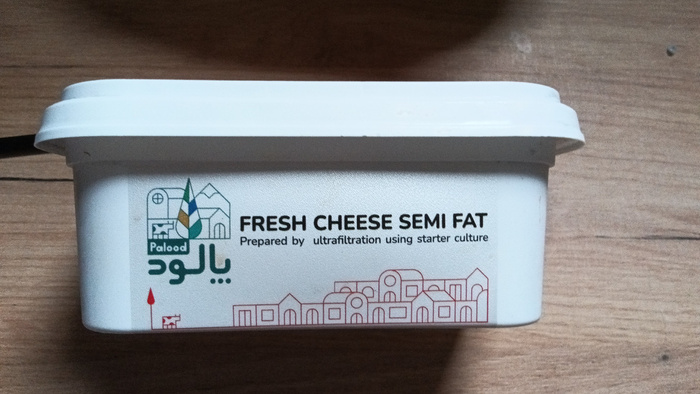 FRESH CHEESE SEMI FAT
Prepared by ultrafiltration using starter culture
Palood
پالود